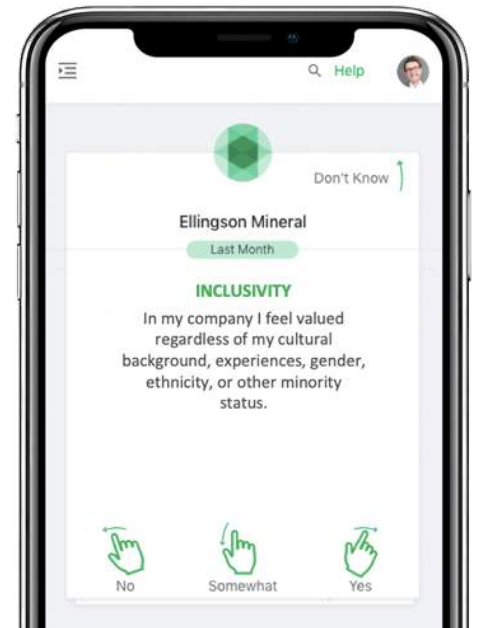 Help
Don't Know
Ellingson Mineral
Last Month
INCLUSIVITY
In my company I feel valued
regardless of my cultural
background, experiences, gender,
ethnicity, or other minority
status.
No
Somewhat
Yes